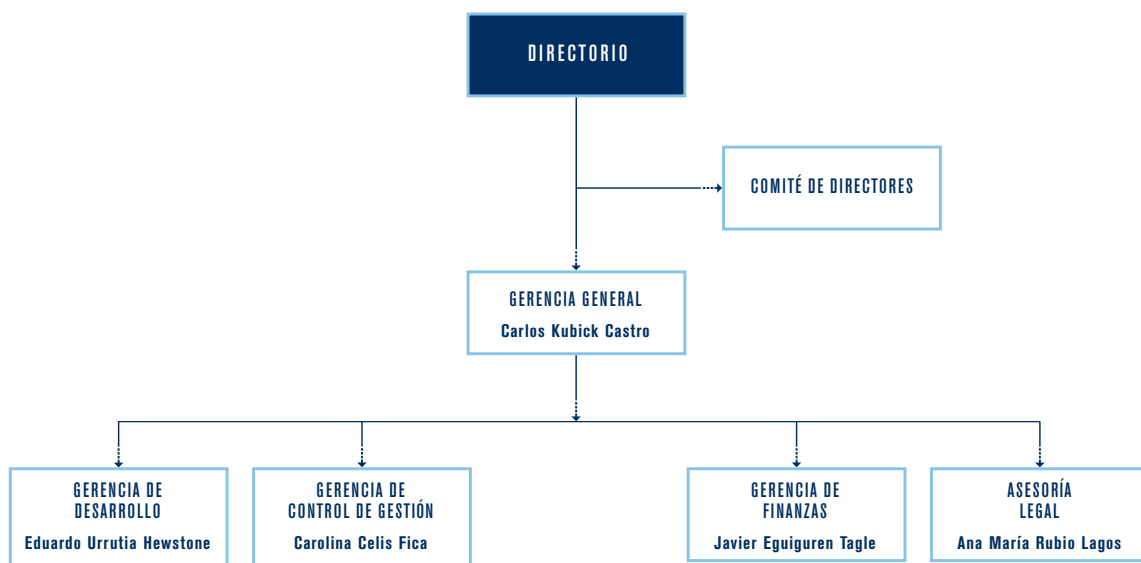 DIRECTORIO
COMITÉ DE DIRECTORES
GERENCIA GENERAL
Carlos Kubick Castro
GERENCIA DE
DESARROLLO
Eduardo Urrutia Hewstone
GERENCIA DE
CONTROL DE GESTIÓN
Carolina Celis Fica
GERENCIA DE
FINANZAS
Javier Eguiguren Tagle
ASESORÍA
LEGAL
Ana María Rubio Lagos